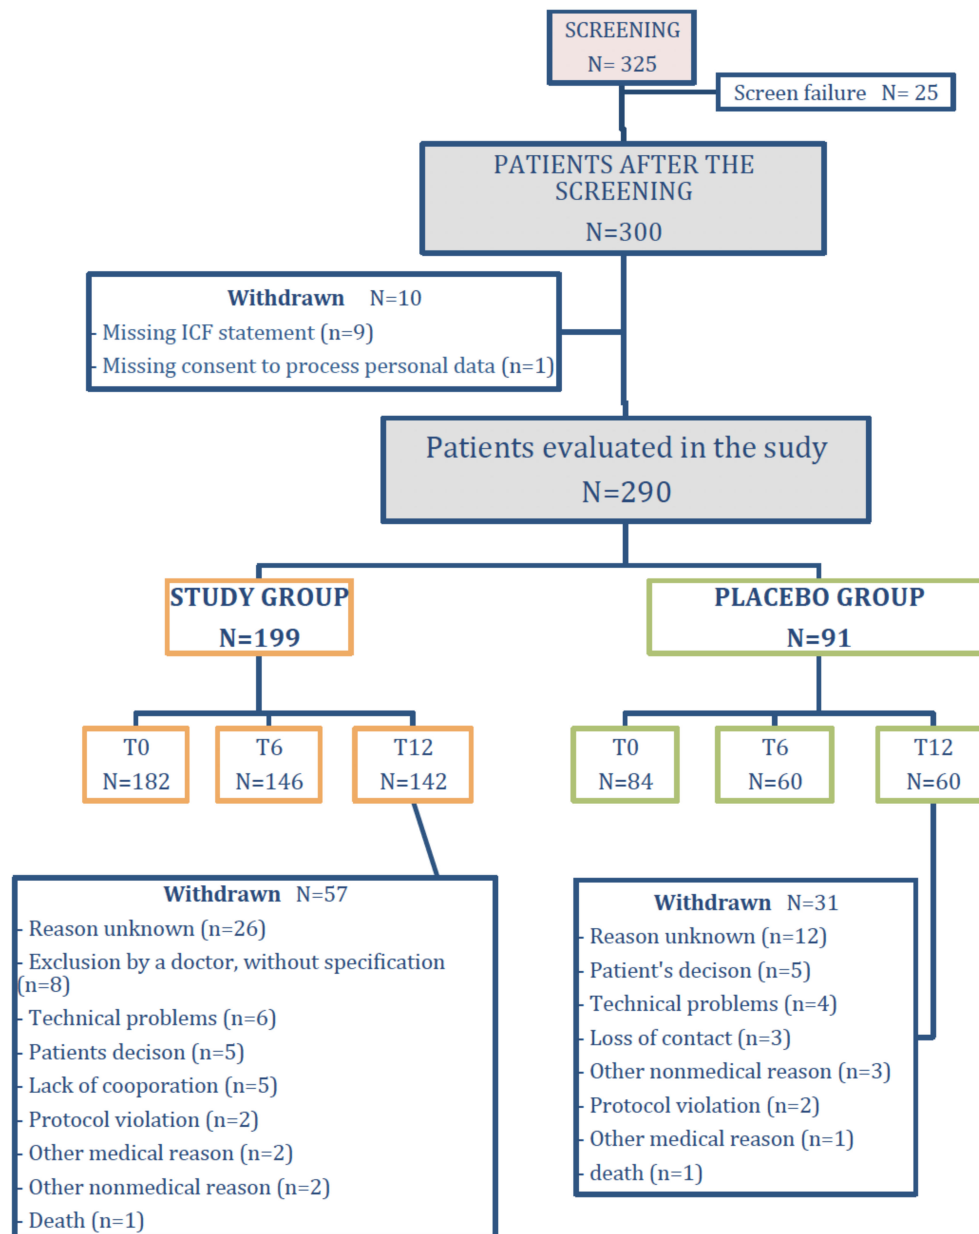 SCREENING
N= 325
Screen failure N= 25
PATIENTS AFTER THE
SCREENING
N=300
Withdrawn N=10
- Missing ICF statement (n=9)
- Missing consent to process personal data (n=1)
Patients evaluated in the sudy
N=290
STUDY GROUP
N=199
PLACEBO GROUP
N=91
T0
N=182
T6
N=146
T12
N=142
T0
N=84
T6
N=60
T12
N=60
Withdrawn N=57
- Reason unknown (n=26)
- Exclusion by a doctor, without specification
(n=8)
- Technical problems (n=6)
- Patients decison (n=5)
- Lack of cooporation (n=5)
- Protocol violation (n=2)
- Other medical reason (n=2)
- Other nonmedical reason (n=2)
- Death (n=1)
Withdrawn N=31
- Reason unknown (n=12)
- Patient's decison (n=5)
- Technical problems (n=4)
- Loss of contact (n=3)
- Other nonmedical reason (n=3)
- Protocol violation (n=2)
- Other medical reason (n=1)
- death (n=1)